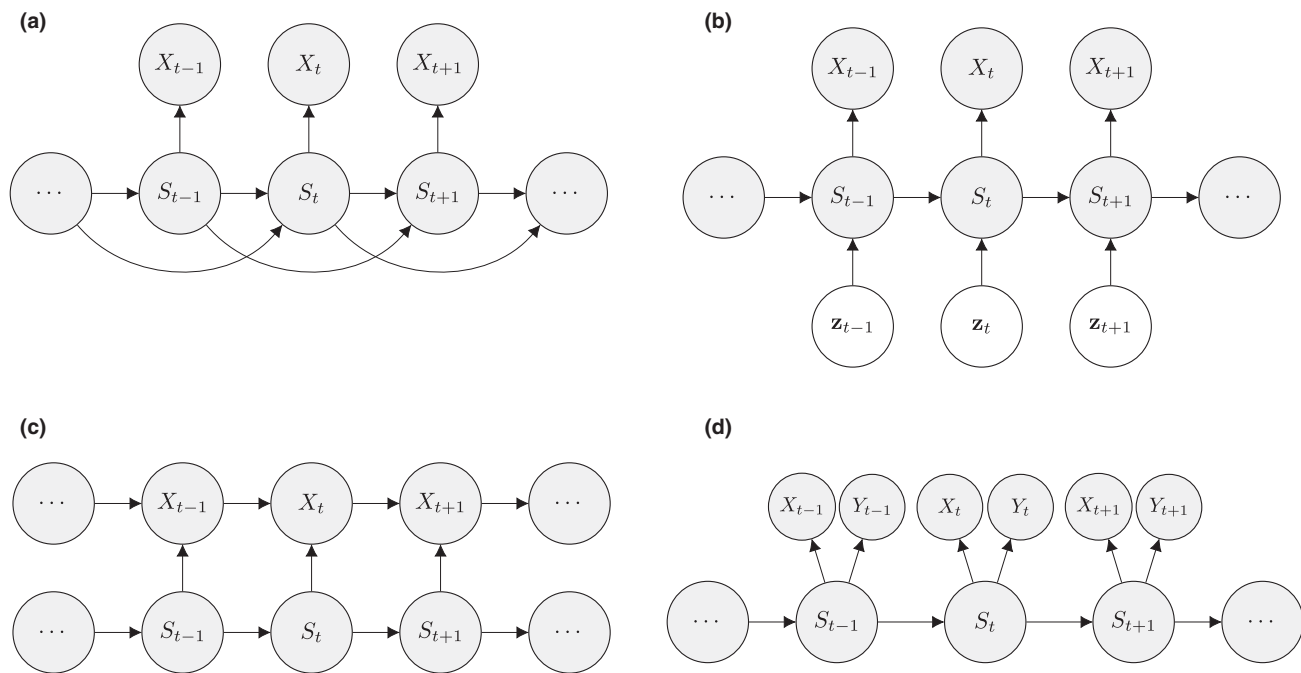 (a)
X_{t−1} X_t X_{t+1}
⋯ S_{t−1} S_t S_{t+1} ⋯
(b)
X_{t−1} X_t X_{t+1}
⋯ S_{t−1} S_t S_{t+1} ⋯
z_{t−1} z_t z_{t+1}
(c)
⋯ X_{t−1} X_t X_{t+1} ⋯
⋯ S_{t−1} S_t S_{t+1} ⋯
(d)
X_{t−1} Y_{t−1} X_t Y_t X_{t+1} Y_{t+1}
⋯ S_{t−1} S_t S_{t+1} ⋯